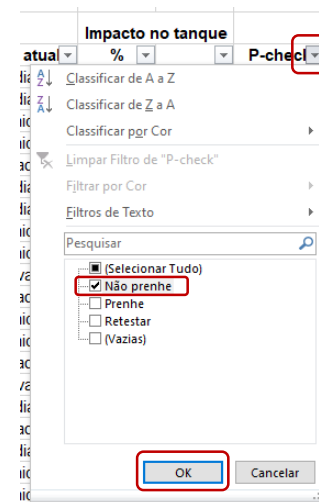 Impacto no tanque
atual % P-check
Classificar de A a Z
Classificar de Z a A
Classificar por Cor
Limpar Filtro de "P-check"
Filtrar por Cor
Filtros de Texto
Pesquisar
(Selecionar Tudo)
Não prenhe
Prenhe
Retestar
(Vazias)
OK Cancelar